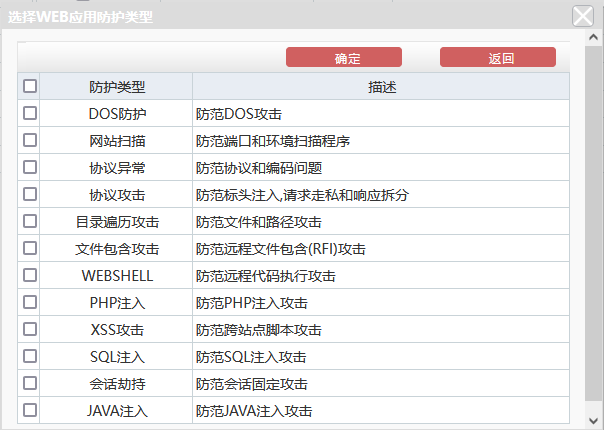 选择WEB应用防护类型
确定 返回
防护类型 描述
DOS防护 防范DOS攻击
网站扫描 防范端口和环境扫描程序
协议异常 防范协议和编码问题
协议攻击 防范标头注入,请求走私和响应拆分
目录遍历攻击 防范文件和路径攻击
文件包含攻击 防范远程文件包含(RFI)攻击
WEBSHELL 防范远程代码执行攻击
PHP注入 防范PHP注入攻击
XSS攻击 防范跨站点脚本攻击
SQL注入 防范SQL注入攻击
会话劫持 防范会话固定攻击
JAVA注入 防范JAVA注入攻击